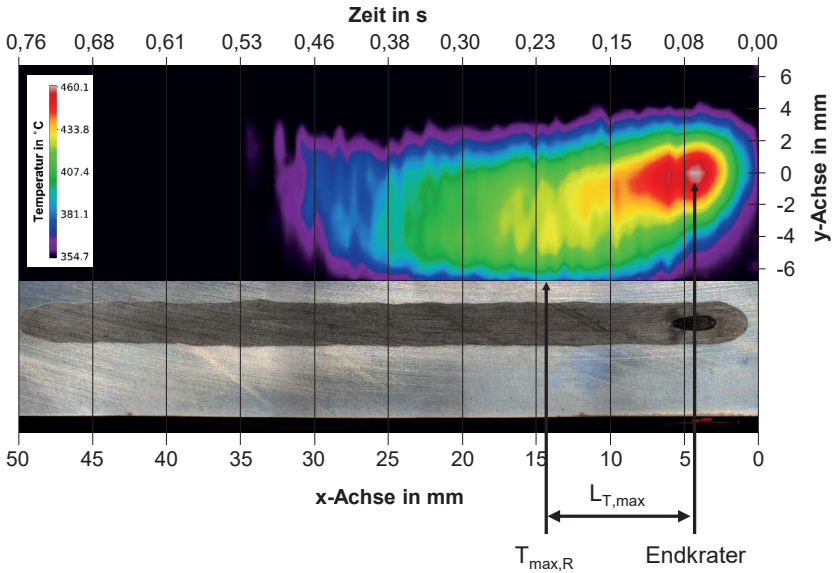 Zeit in s
0,76 0,68 0,61 0,53 0,46 0,38 0,30 0,23 0,15 0,08 0,00
Temperatur in °C
460.1
433.8
407.4
381.1
354.7
6
4
2
0
-2
-4
-6
y-Achse in mm
50 45 40 35 30 25 20 15 10 5 0
x-Achse in mm
L_T,max
T_max,R Endkrater